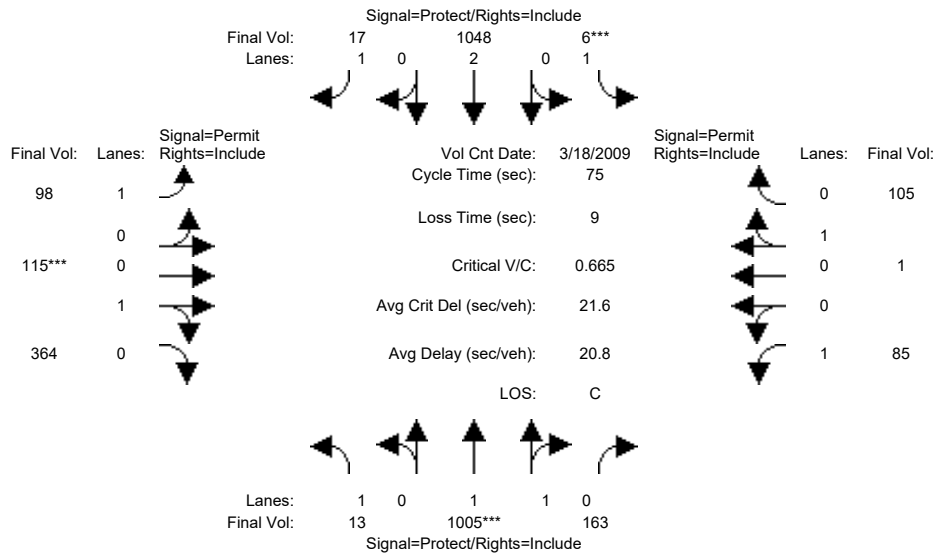 Signal=Protect/Rights=Include
Final Vol: 17 1048 6***
Lanes: 1 0 2 0 1
Signal=Permit Signal=Permit
Final Vol: Lanes: Rights=Include Vol Cnt Date: 3/18/2009 Rights=Include Lanes: Final Vol:
Cycle Time (sec): 75
98 1 0 105
Loss Time (sec): 9
0 1
115*** 0 Critical V/C: 0.665 0 1
1 Avg Crit Del (sec/veh): 21.6 0
364 0 Avg Delay (sec/veh): 20.8 1 85
LOS: C
Lanes: 1 0 1 1 0
Final Vol: 13 1005*** 163
Signal=Protect/Rights=Include